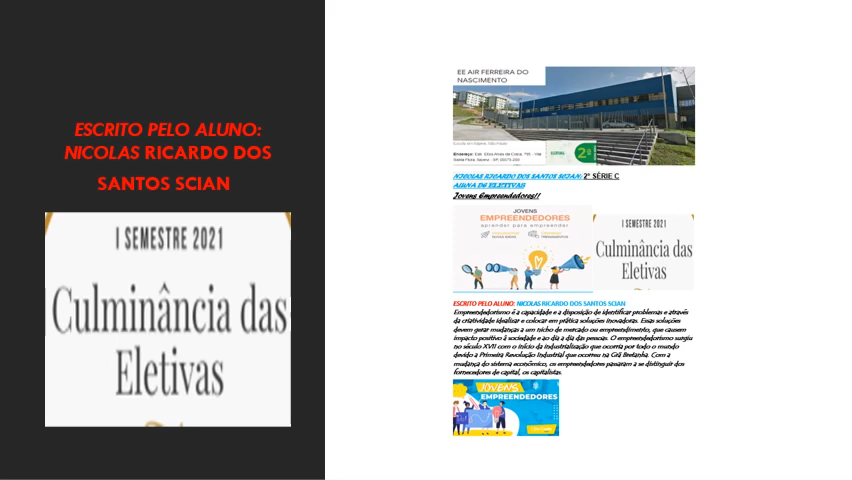 ESCRITO PELO ALUNO:
NICOLAS RICARDO DOS
SANTOS SCIAN
I SEMESTRE 2021
Culminância das
Eletivas
EE AIR FERREIRA DO
NASCIMENTO
2ª
NICOLAS RICARDO DOS SANTOS SCIAN: 2º SÉRIE C
AUNA DE ELETIVAS
Jovens Empreendedores!!
JOVENS
EMPREENDEDORES
aprender para empreender
I SEMESTRE 2021
Culminância das
Eletivas
ESCRITO PELO ALUNO: NICOLAS RICARDO DOS SANTOS SCIAN
Empreendedorismo é a capacidade e a disposição de identificar problemas e através
da criatividade idealizar e colocar em prática soluções inovadoras. Essas soluções
devem gerar mudanças a um nicho de mercado ou empreendimento, que causem
impacto positivo à sociedade e ao dia a dia das pessoas. O empreendedorismo surgiu
no século XVII com o início da industrialização que ocorria por todo o mundo
devido a Primeira Revolução Industrial que ocorreu na Grã Bretanha. Com a
mudança do sistema econômico, os empreendedores passaram a se distinguir dos
fornecedores de capital, os capitalistas.
JOVENS
EMPREENDEDORES